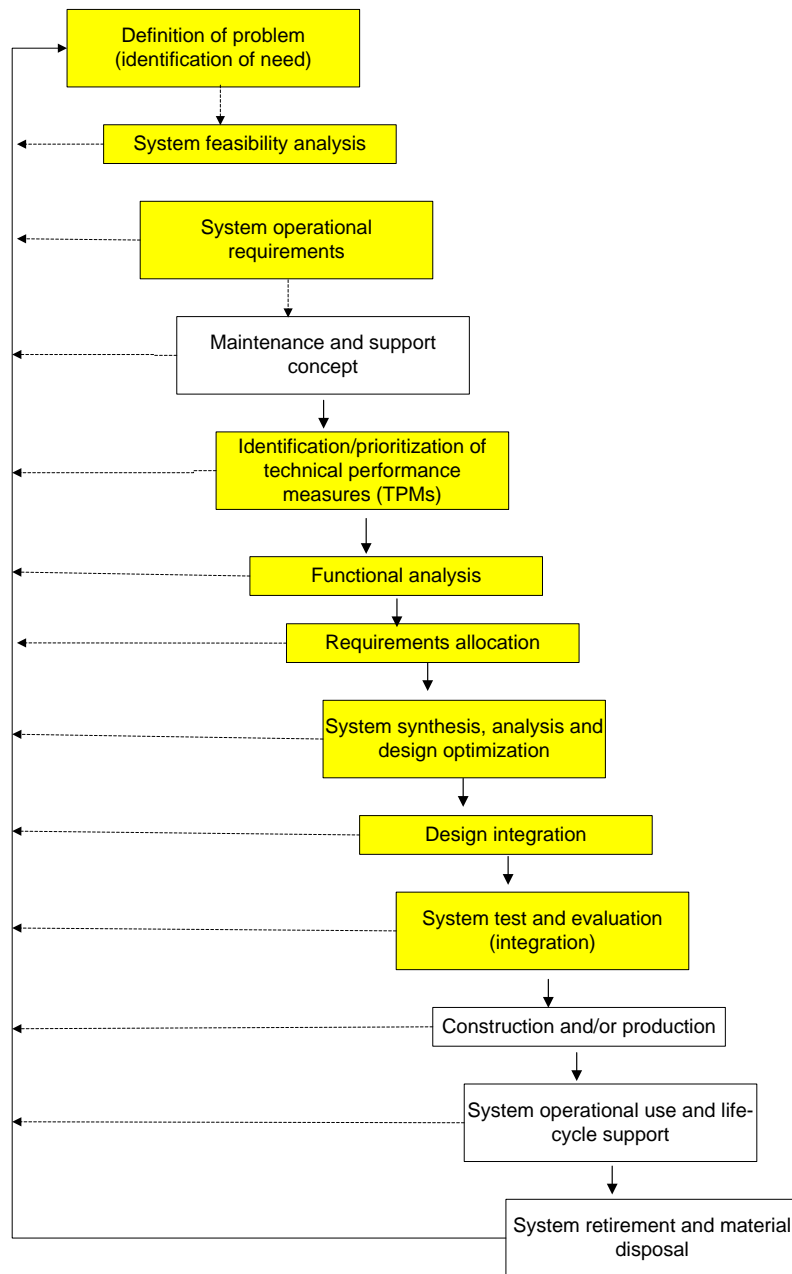 Definition of problem
(identification of need)
System feasibility analysis
System operational
requirements
Maintenance and support
concept
Identification/prioritization of
technical performance
measures (TPMs)
Functional analysis
Requirements allocation
System synthesis, analysis and
design optimization
Design integration
System test and evaluation
(integration)
Construction and/or production
System operational use and life-
cycle support
System retirement and material
disposal